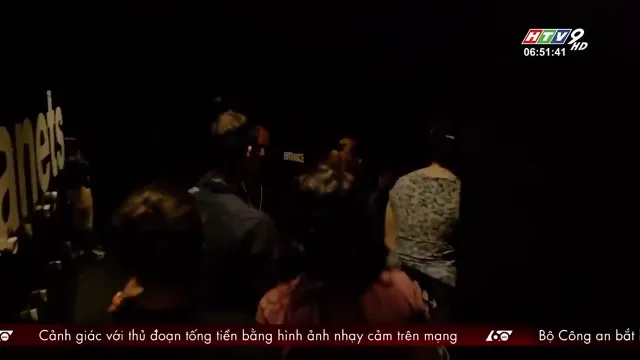 HTV9 HD
06:51:41
anets
ENTRANCE
Cảnh giác với thủ đoạn tống tiền bằng hình ảnh nhạy cảm trên mạng
Bộ Công an bắt